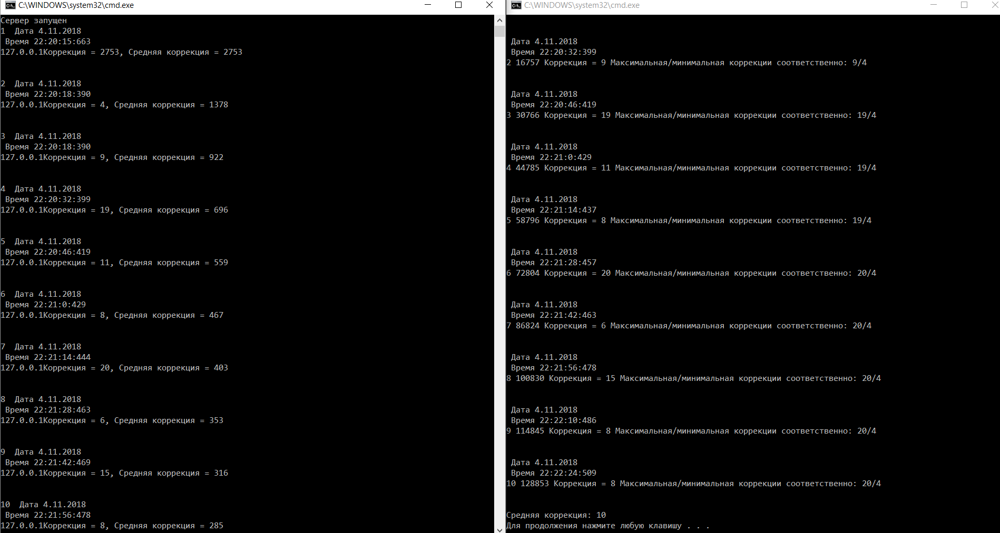 C:\WINDOWS\system32\cmd.exe
Сервер запущен
1  Дата 4.11.2018
Время 22:20:15:663
127.0.0.1Коррекция = 2753, Средняя коррекция = 2753
2  Дата 4.11.2018
Время 22:20:18:390
127.0.0.1Коррекция = 4, Средняя коррекция = 1378
3  Дата 4.11.2018
Время 22:20:18:390
127.0.0.1Коррекция = 9, Средняя коррекция = 922
4  Дата 4.11.2018
Время 22:20:32:399
127.0.0.1Коррекция = 19, Средняя коррекция = 696
5  Дата 4.11.2018
Время 22:20:46:419
127.0.0.1Коррекция = 11, Средняя коррекция = 559
6  Дата 4.11.2018
Время 22:21:0:429
127.0.0.1Коррекция = 8, Средняя коррекция = 467
7  Дата 4.11.2018
Время 22:21:14:444
127.0.0.1Коррекция = 20, Средняя коррекция = 403
8  Дата 4.11.2018
Время 22:21:28:463
127.0.0.1Коррекция = 6, Средняя коррекция = 353
9  Дата 4.11.2018
Время 22:21:42:469
127.0.0.1Коррекция = 15, Средняя коррекция = 316
10  Дата 4.11.2018
Время 22:21:56:478
127.0.0.1Коррекция = 8, Средняя коррекция = 285
C:\WINDOWS\system32\cmd.exe
Дата 4.11.2018
Время 22:20:32:399
2 16757 Коррекция = 9 Максимальная/минимальная коррекции соответственно: 9/4
Дата 4.11.2018
Время 22:20:46:419
3 30766 Коррекция = 19 Максимальная/минимальная коррекции соответственно: 19/4
Дата 4.11.2018
Время 22:21:0:429
4 44785 Коррекция = 11 Максимальная/минимальная коррекции соответственно: 19/4
Дата 4.11.2018
Время 22:21:14:437
5 58796 Коррекция = 8 Максимальная/минимальная коррекции соответственно: 19/4
Дата 4.11.2018
Время 22:21:28:457
6 72804 Коррекция = 20 Максимальная/минимальная коррекции соответственно: 20/4
Дата 4.11.2018
Время 22:21:42:463
7 86824 Коррекция = 6 Максимальная/минимальная коррекции соответственно: 20/4
Дата 4.11.2018
Время 22:21:56:478
8 100830 Коррекция = 15 Максимальная/минимальная коррекции соответственно: 20/4
Дата 4.11.2018
Время 22:22:10:486
9 114845 Коррекция = 8 Максимальная/минимальная коррекции соответственно: 20/4
Дата 4.11.2018
Время 22:22:24:509
10 128853 Коррекция = 8 Максимальная/минимальная коррекции соответственно: 20/4
Средняя коррекция: 10
Для продолжения нажмите любую клавишу . . .